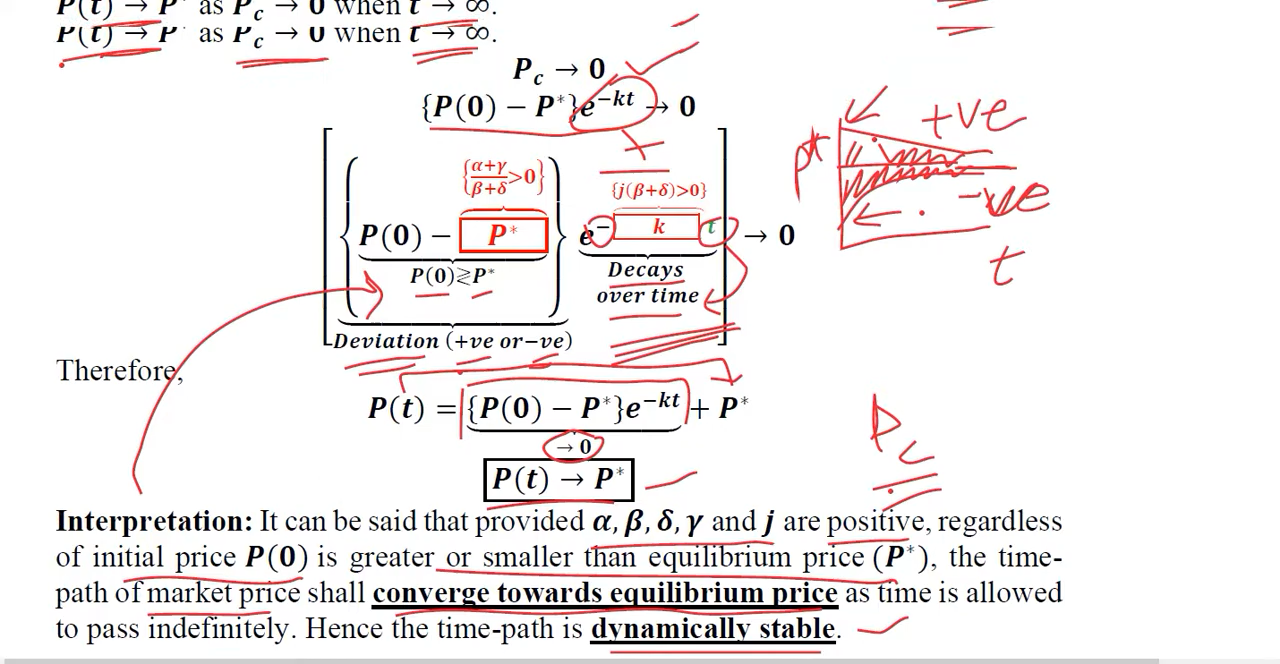 P(t) → P* as P_c → 0 when t → ∞.
P(t) → P* as P_c → 0 when t → ∞.
P_c → 0
{P(0) − P*}e^{−kt} → 0
{α+γ/β+δ >0} {j(β+δ)>0}
{P(0) − P*} e^− k t → 0
P(0)≷P* Decays
over time
Deviation (+ve or−ve)
+ve
P*
−ve
t
Therefore,
P(t) = {P(0) − P*}e^{−kt} + P*
→ 0
P(t) → P*
P_c
Interpretation: It can be said that provided α, β, δ, γ and j are positive, regardless
of initial price P(0) is greater or smaller than equilibrium price (P*), the time-
path of market price shall converge towards equilibrium price as time is allowed
to pass indefinitely. Hence the time-path is dynamically stable.